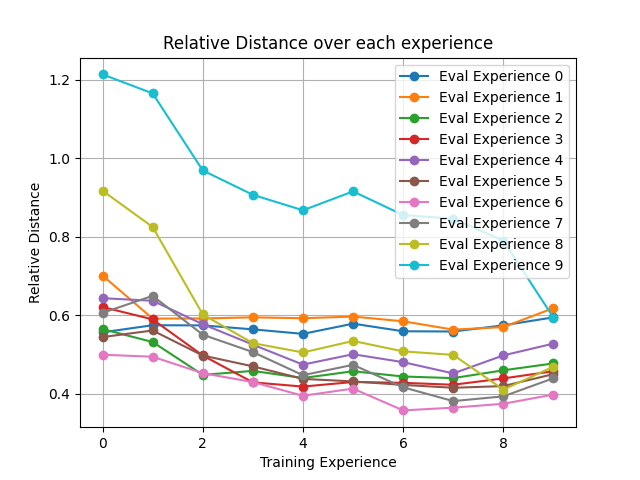 Relative Distance over each experience
Eval Experience 0
Eval Experience 1
Eval Experience 2
Eval Experience 3
Eval Experience 4
Eval Experience 5
Eval Experience 6
Eval Experience 7
Eval Experience 8
Eval Experience 9
1.2
1.0
0.8
0.6
0.4
Relative Distance
0 2 4 6 8
Training Experience